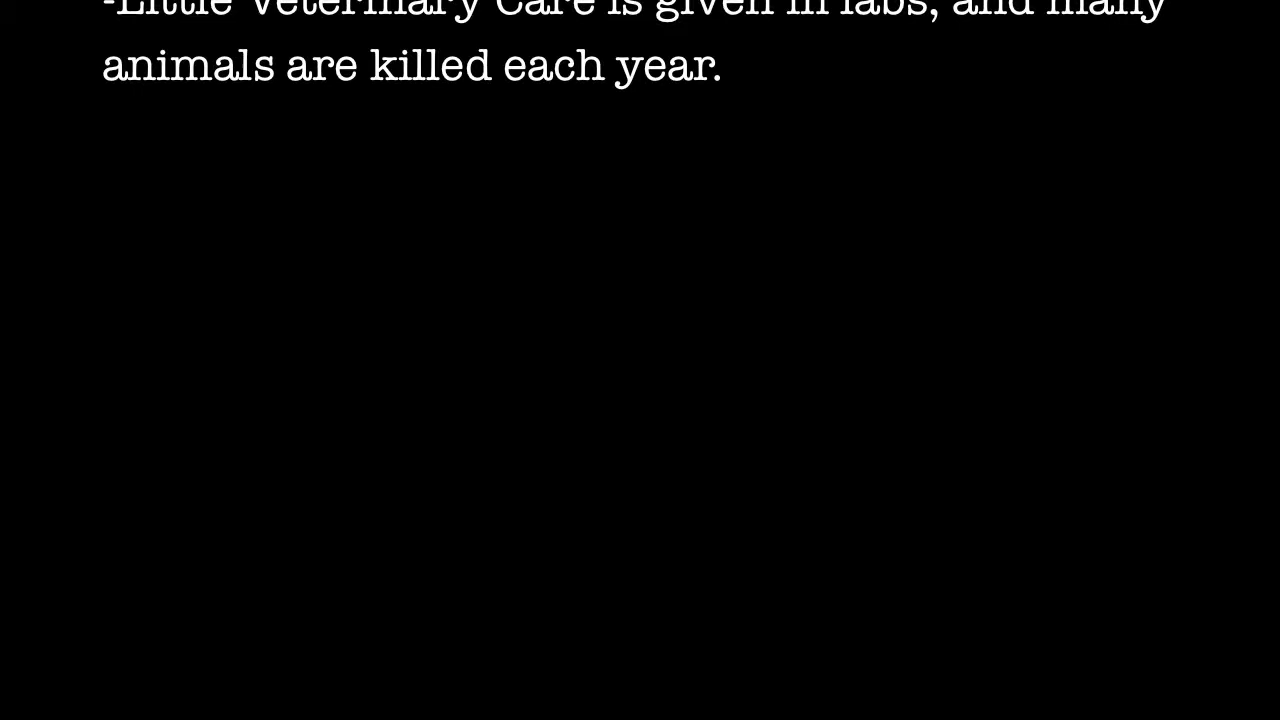 -Little Veterinary Care is given in labs, and many
animals are killed each year.